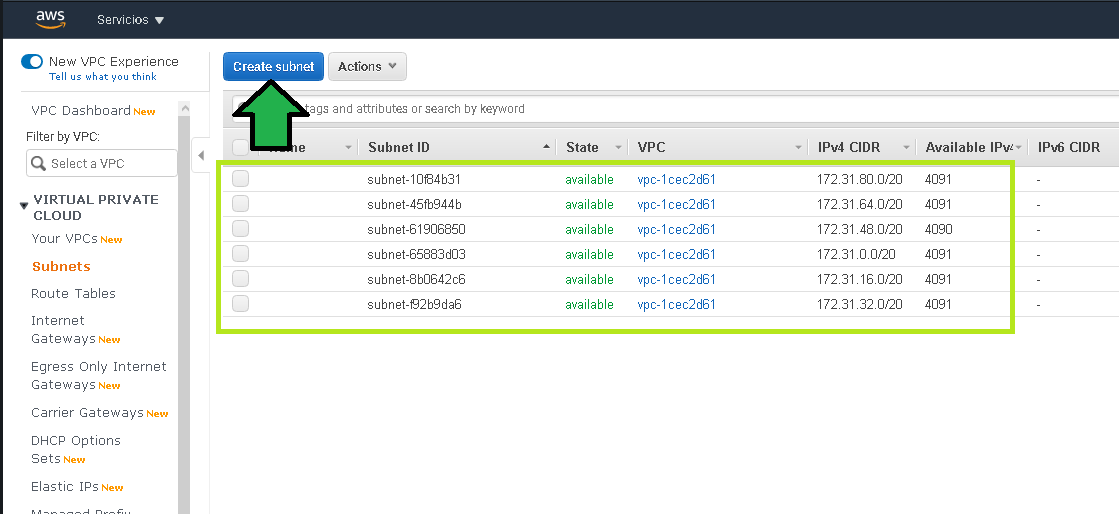 aws Servicios
New VPC Experience
Tell us what you think
VPC Dashboard New
Filter by VPC:
Select a VPC
VIRTUAL PRIVATE
CLOUD
Your VPCs New
Subnets
Route Tables
Internet
Gateways New
Egress Only Internet
Gateways New
Carrier Gateways New
DHCP Options
Sets New
Elastic IPs New
Managed Prefix
Create subnet Actions
tags and attributes or search by keyword
Subnet ID State VPC IPv4 CIDR Available IPv4 IPv6 CIDR
subnet-10f84b31 available vpc-1cec2d61 172.31.80.0/20 4091 -
subnet-45fb944b available vpc-1cec2d61 172.31.64.0/20 4091 -
subnet-61906850 available vpc-1cec2d61 172.31.48.0/20 4090 -
subnet-65883d03 available vpc-1cec2d61 172.31.0.0/20 4091 -
subnet-8b0642c6 available vpc-1cec2d61 172.31.16.0/20 4091 -
subnet-f92b9da6 available vpc-1cec2d61 172.31.32.0/20 4091 -